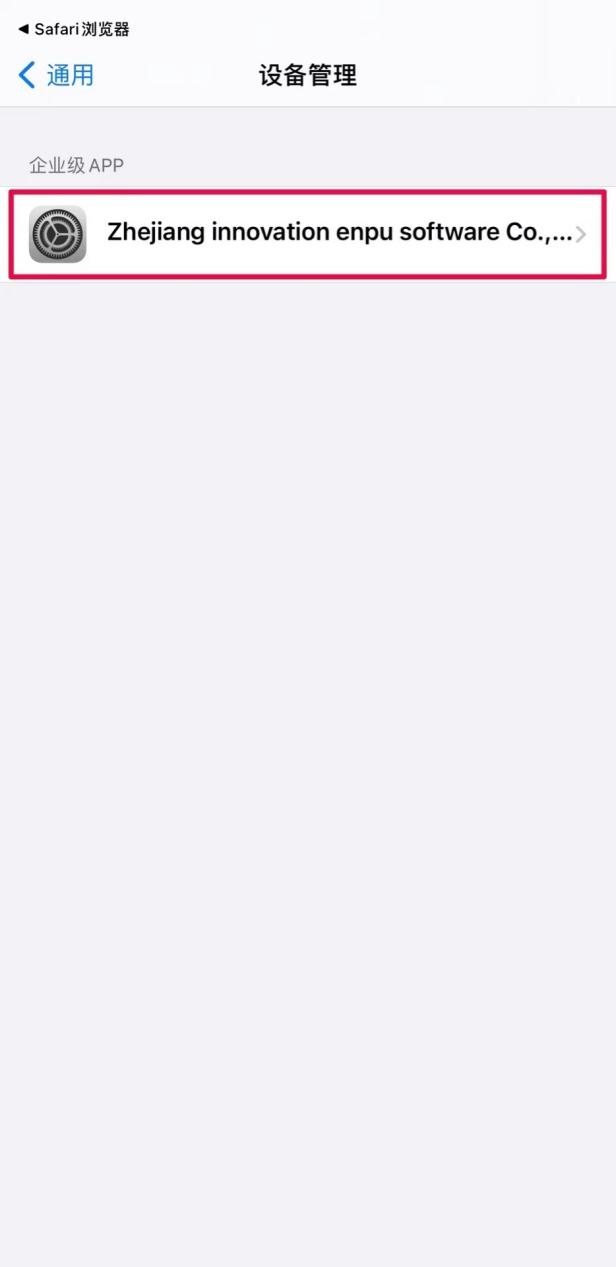 ◀ Safari浏览器
通用
设备管理
企业级 APP
Zhejiang innovation enpu software Co.,...